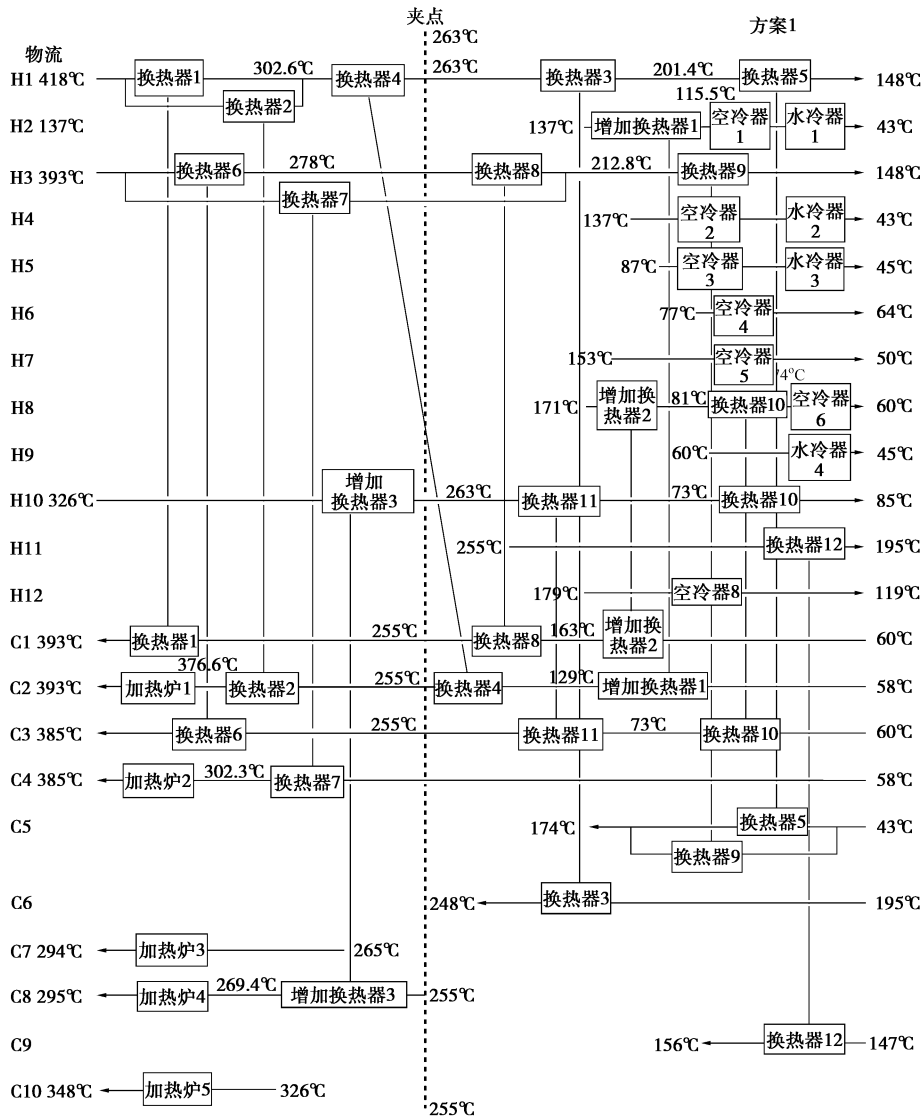 夹点
方案1
263℃
物流
H1 418℃
换热器1
302.6℃
换热器4
263℃
换热器3
201.4℃
换热器5
148℃
换热器2
115.5℃
H2 137℃
137℃
增加换热器1
空冷器
1
水冷器
1
43℃
H3 393℃
换热器6
278℃
换热器8
212.8℃
换热器9
148℃
换热器7
H4
137℃
空冷器
2
水冷器
2
43℃
H5
87℃
空冷器
3
水冷器
3
45℃
H6
77℃
空冷器
4
64℃
H7
153℃
空冷器
5
50℃
74℃
H8
171℃
增加换
热器2
81℃
换热器10
空冷器
6
60℃
H9
60℃
水冷器
4
45℃
H10 326℃
增加
换热器3
263℃
换热器11
73℃
换热器10
85℃
H11
255℃
换热器12
195℃
H12
179℃
空冷器8
119℃
C1 393℃
换热器1
255℃
换热器8
163℃
增加换
热器2
60℃
376.6℃
C2 393℃
加热炉1
换热器2
255℃
换热器4
129℃
增加换热器1
58℃
C3 385℃
换热器6
255℃
换热器11
73℃
换热器10
60℃
C4 385℃
加热炉2
302.3℃
换热器7
58℃
C5
174℃
换热器5
43℃
换热器9
C6
248℃
换热器3
195℃
C7 294℃
加热炉3
265℃
C8 295℃
加热炉4
269.4℃
增加换热器3
255℃
C9
156℃
换热器12
147℃
C10 348℃
加热炉5
326℃
255℃